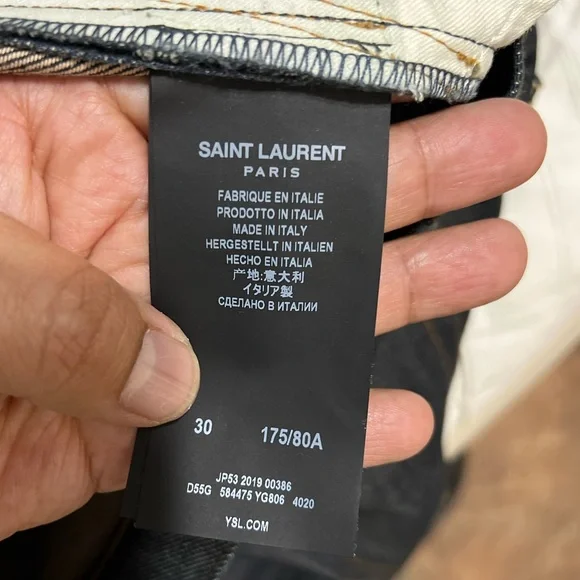 SAINT LAURENT
PARIS
FABRIQUE EN ITALIE
PRODOTTO IN ITALIA
MADE IN ITALY
HERGESTELLT IN ITALIEN
HECHO EN ITALIA
产地:意大利
イタリア製
СДЕЛАНО В ИТАЛИИ
30 175/80A
JP53 2019 00386
D55G 584475 YG806 4020
YSL.COM